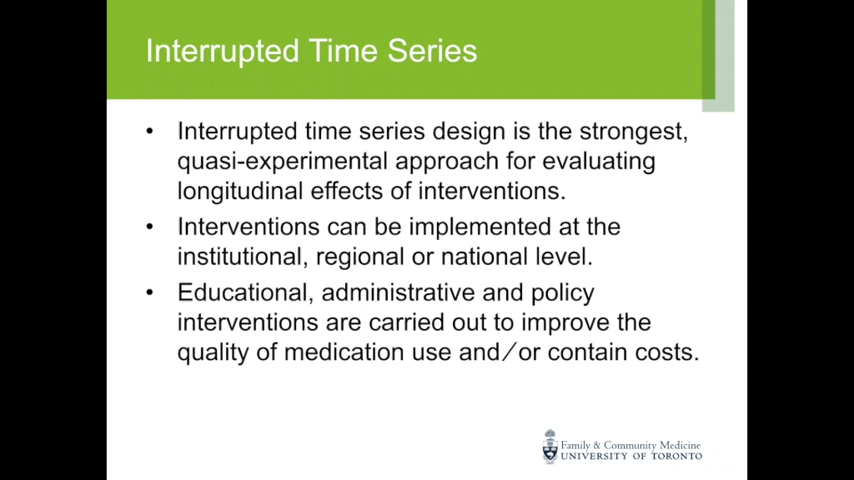 Interrupted Time Series
• Interrupted time series design is the strongest,
quasi-experimental approach for evaluating
longitudinal effects of interventions.
• Interventions can be implemented at the
institutional, regional or national level.
• Educational, administrative and policy
interventions are carried out to improve the
quality of medication use and/or contain costs.
Family & Community Medicine
UNIVERSITY OF TORONTO